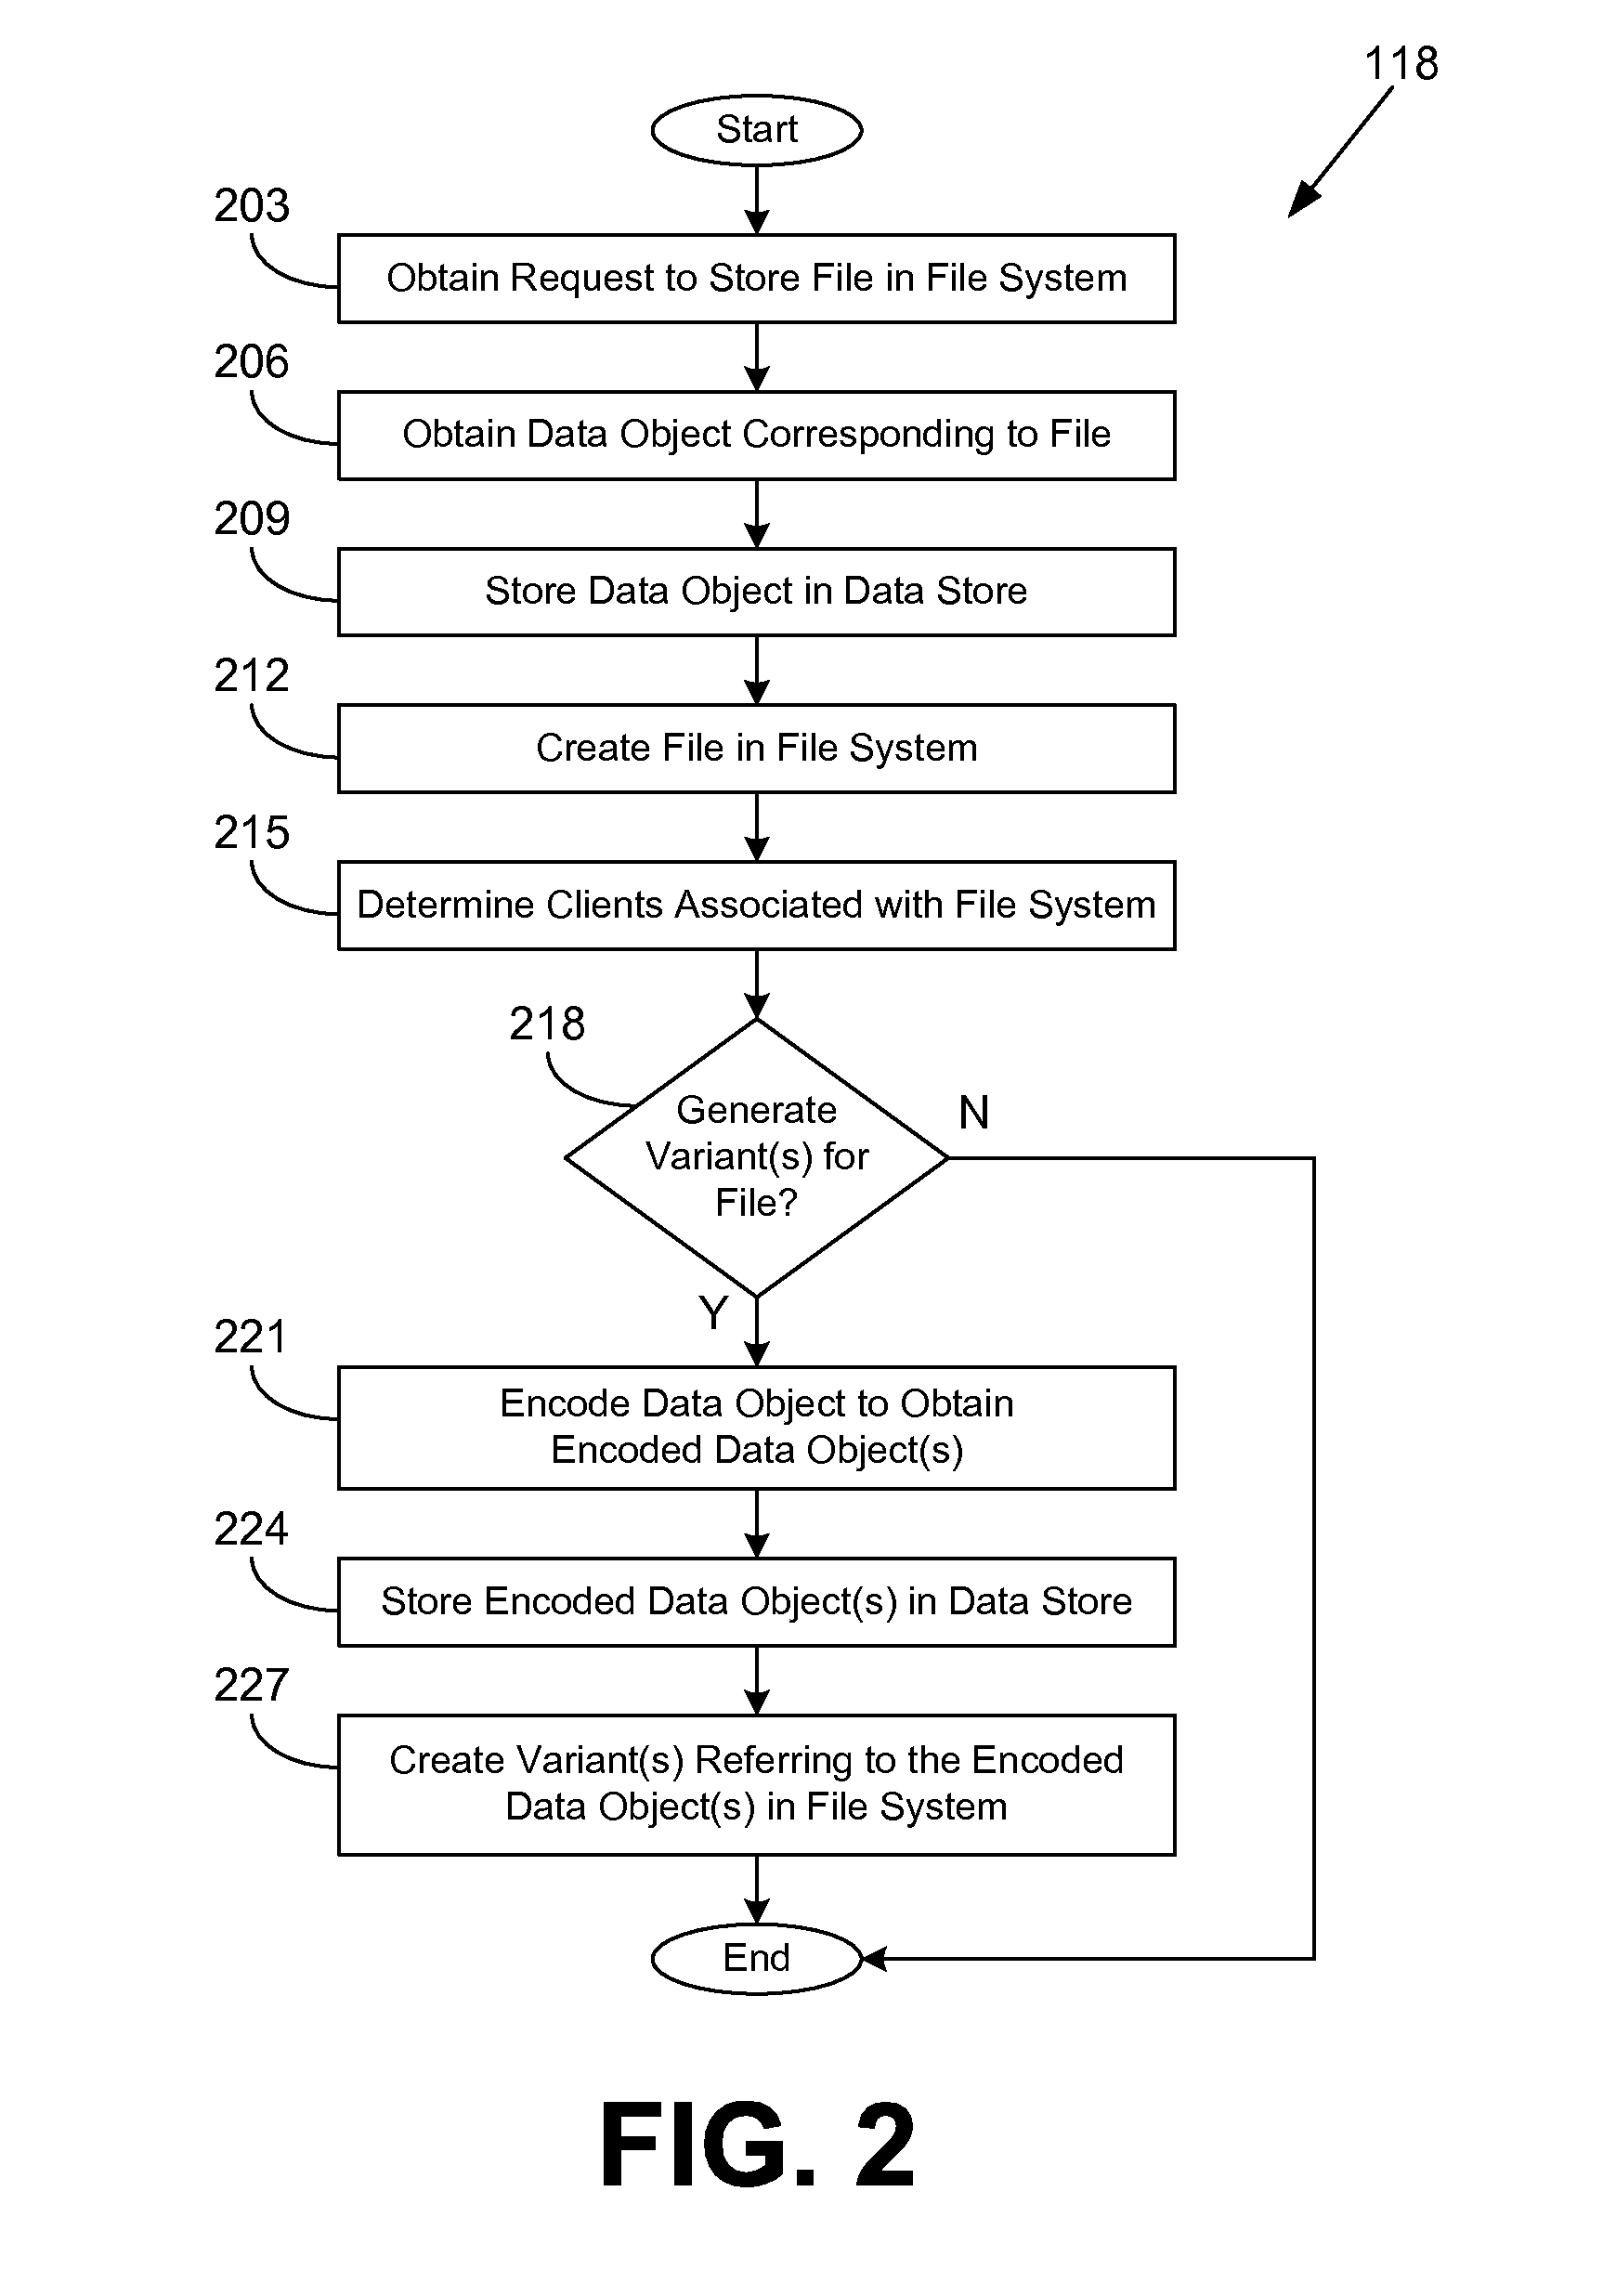 118
Start
203
Obtain Request to Store File in File System
206
Obtain Data Object Corresponding to File
209
Store Data Object in Data Store
212
Create File in File System
215
Determine Clients Associated with File System
218
Generate
Variant(s) for
File?
N
Y
221
Encode Data Object to Obtain
Encoded Data Object(s)
224
Store Encoded Data Object(s) in Data Store
227
Create Variant(s) Referring to the Encoded
Data Object(s) in File System
End
FIG. 2